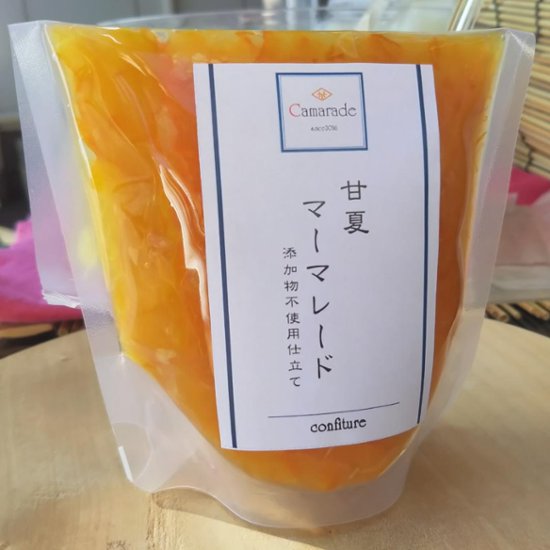 Camarade
since2016
甘夏
マーマレード
添加物不使用仕立て
confiture